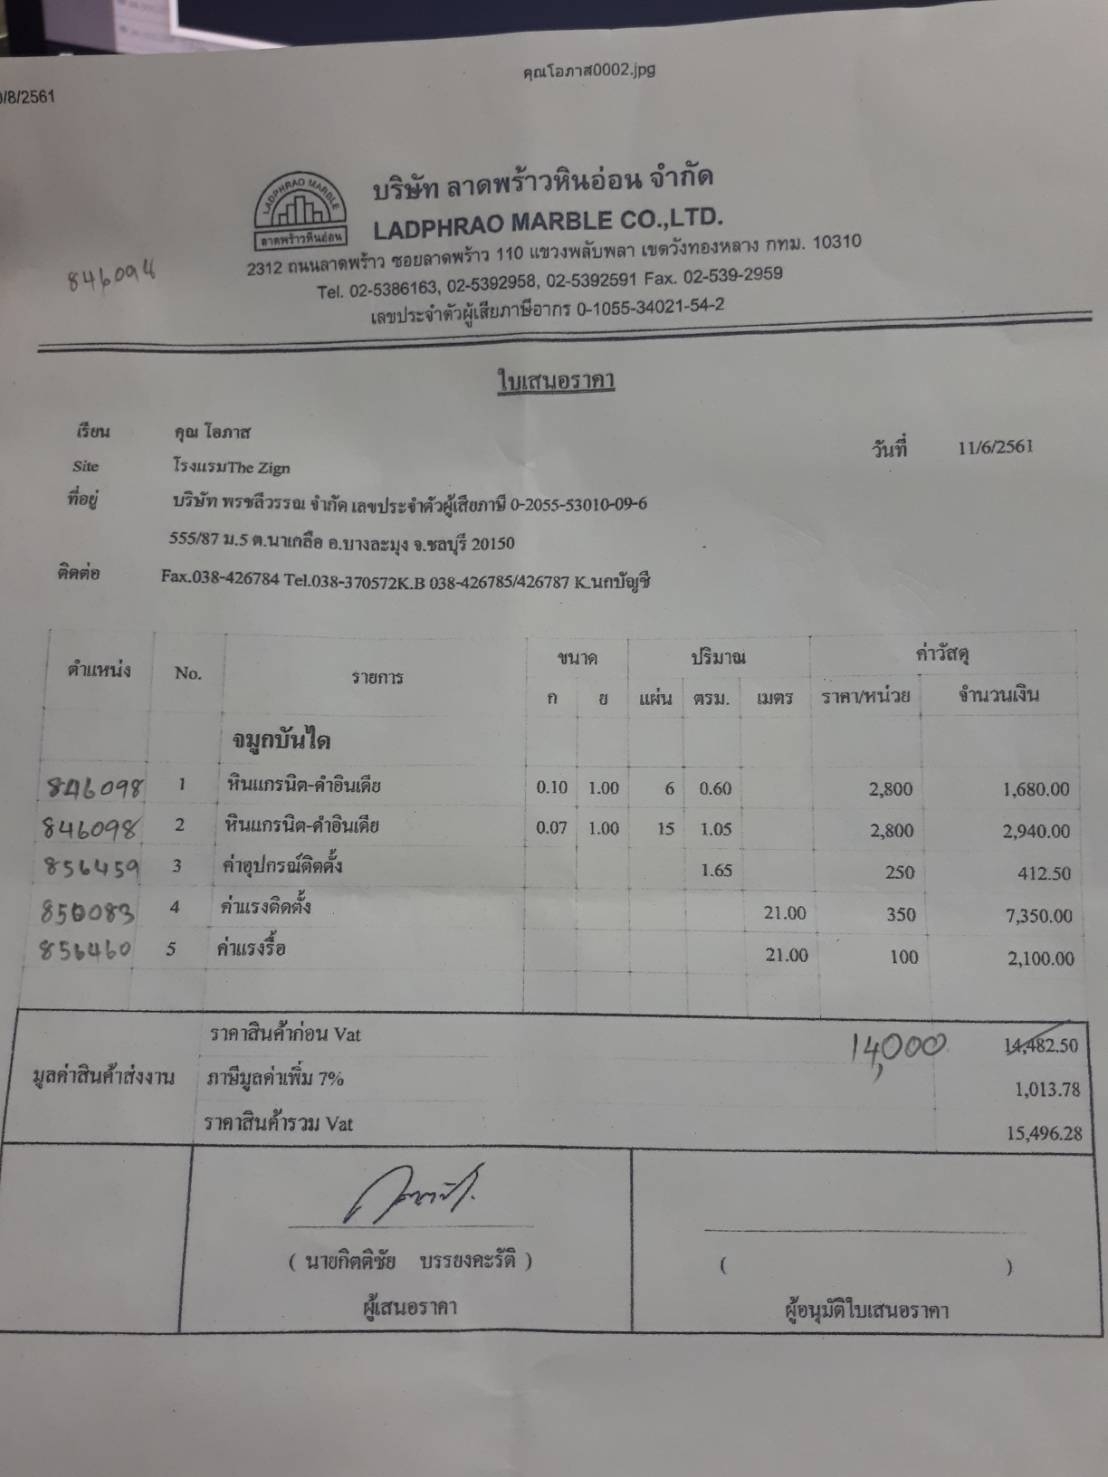 คุณโอภาส0002.jpg
/8/2561
LADPHRAO MARBLE
ลาดพร้าวหินอ่อน
บริษัท ลาดพร้าวหินอ่อน จำกัด
LADPHRAO MARBLE CO.,LTD.
2312 ถนนลาดพร้าว ซอยลาดพร้าว 110 แขวงพลับพลา เขตวังทองหลาง กทม. 10310
846094
Tel. 02-5386163, 02-5392958, 02-5392591 Fax. 02-539-2959
เลขประจำตัวผู้เสียภาษีอากร 0-1055-34021-54-2
ใบเสนอราคา
เรียน คุณ โอภาส
วันที่ 11/6/2561
Site โรงแรมThe Zign
ที่อยู่ บริษัท พรชลีวรรณ จำกัด เลขประจำตัวผู้เสียภาษี 0-2055-53010-09-6
555/87 ม.5 ต.นาเกลือ อ.บางละมุง จ.ชลบุรี 20150
ติดต่อ Fax.038-426784 Tel.038-370572K.B 038-426785/426787 K.นกบัญชี
ตำแหน่ง No. รายการ ขนาด ปริมาณ ค่าวัสดุ
ก ย แผ่น ตรม. เมตร ราคา/หน่วย จำนวนเงิน
จมูกบันได
846098 1 หินแกรนิต-ดำอินเดีย 0.10 1.00 6 0.60 2,800 1,680.00
846098 2 หินแกรนิต-ดำอินเดีย 0.07 1.00 15 1.05 2,800 2,940.00
856459 3 ค่าอุปกรณ์ติดตั้ง 1.65 250 412.50
850083 4 ค่าแรงติดตั้ง 21.00 350 7,350.00
856460 5 ค่าแรงรื้อ 21.00 100 2,100.00
ราคาสินค้าก่อน Vat 14,000 14,482.50
มูลค่าสินค้าส่งงาน ภาษีมูลค่าเพิ่ม 7% 1,013.78
ราคาสินค้ารวม Vat 15,496.28
( นายกิตติชัย บรรยงคะรัติ ) ( )
ผู้เสนอราคา ผู้อนุมัติใบเสนอราคา